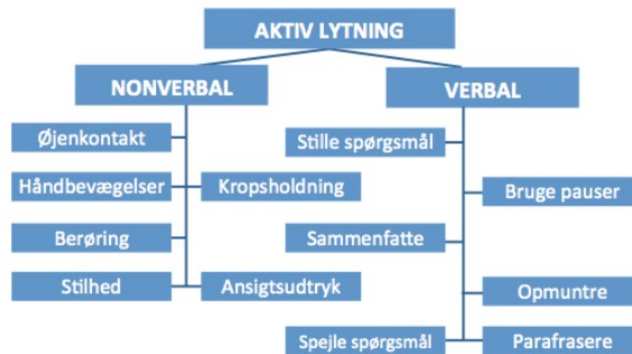 AKTIV LYTNING
NONVERBAL
VERBAL
Øjenkontakt
Håndbevægelser
Kropsholdning
Berøring
Stilhed
Ansigtsudtryk
Stille spørgsmål
Bruge pauser
Sammenfatte
Opmuntre
Spejle spørgsmål
Parafrasere